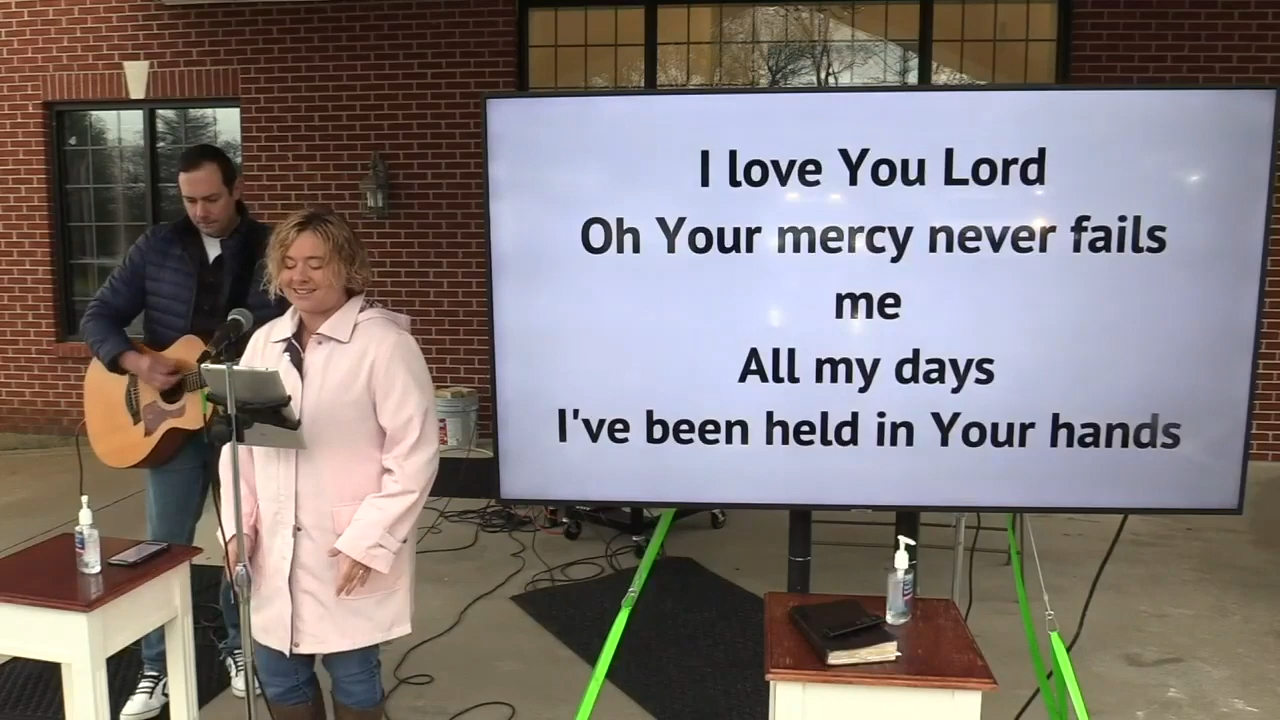 I love You Lord
Oh Your mercy never fails
me
All my days
I've been held in Your hands